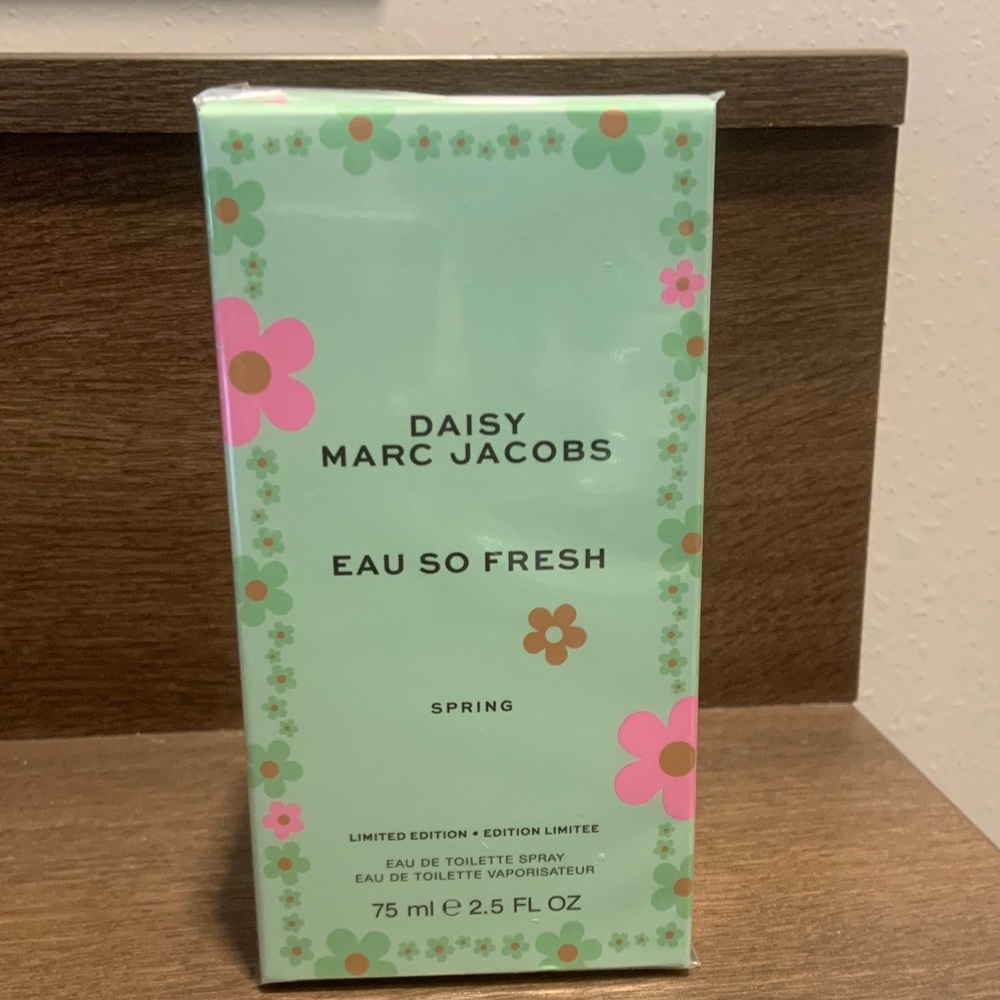 DAISY
MARC JACOBS
EAU SO FRESH
SPRING
LIMITED EDITION • EDITION LIMITEE
EAU DE TOILETTE SPRAY
EAU DE TOILETTE VAPORISATEUR
75 ml ℮ 2.5 FL OZ